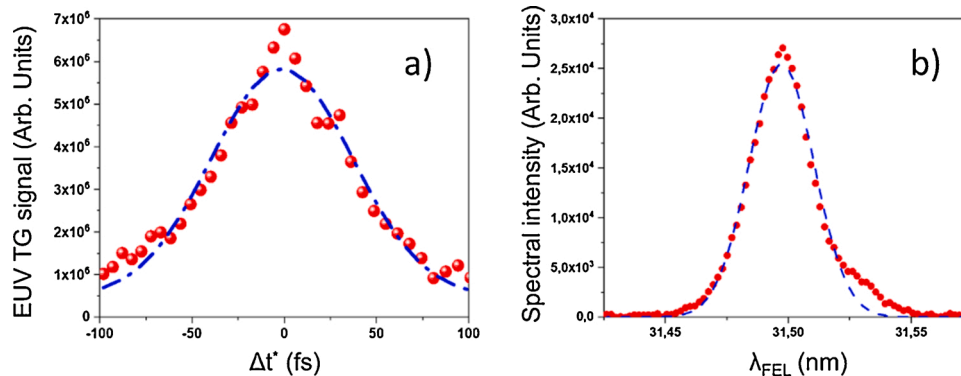 a)
EUV TG signal (Arb. Units)
7x10⁶
6x10⁶
5x10⁶
4x10⁶
3x10⁶
2x10⁶
1x10⁶
0
-100 -50 0 50 100
Δt* (fs)
b)
Spectral intensity (Arb. Units)
3,0x10⁴
2,5x10⁴
2,0x10⁴
1,5x10⁴
1,0x10⁴
5,0x10³
0,0
31,45 31,50 31,55
λFEL (nm)